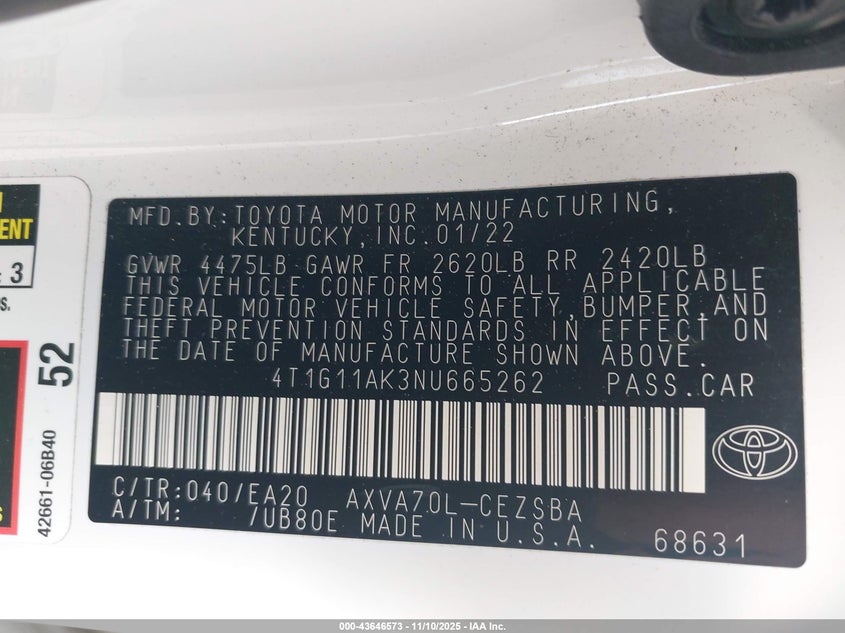 MFD.BY:TOYOTA MOTOR MANUFACTURING,
KENTUCKY,INC.01/22
GVWR 4475LB GAWR FR 2620LB RR 2420LB
THIS VEHICLE CONFORMS TO ALL APPLICABLE
FEDERAL MOTOR VEHICLE SAFETY,BUMPER,AND
THEFT PREVENTION STANDARDS IN EFFECT ON
THE DATE OF MANUFACTURE SHOWN ABOVE.
4T1G11AK3NU665262 PASS.CAR
C/TR:040/EA20 AXVA70L-CEZSBA
A/TM: /UB80E MADE IN U.S.A. 68631
3
52
42661-06B40
000-43646573 — 11/10/2025 — IAA Inc.